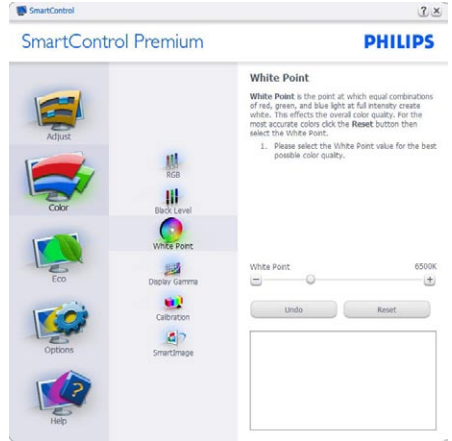 SmartControl
SmartControl Premium
PHILIPS
Adjust
Color
Eco
Options
Help
RGB
Black Level
White Point
Display Gamma
Calibration
SmartImage
White Point
White Point is the point at which equal combinations
of red, green, and blue light at full intensity create
white. This effects the overall color quality. For the
most accurate colors click the Reset button then
select the White Point.
1. Please select the White Point value for the best
possible color quality.
White Point 6500K
Undo Reset